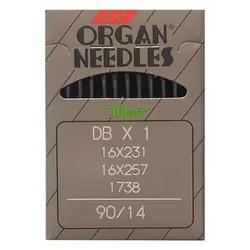 ORGAN®
NEEDLES
10pcs
DB X 1
16X231
16X257
1738
90/14